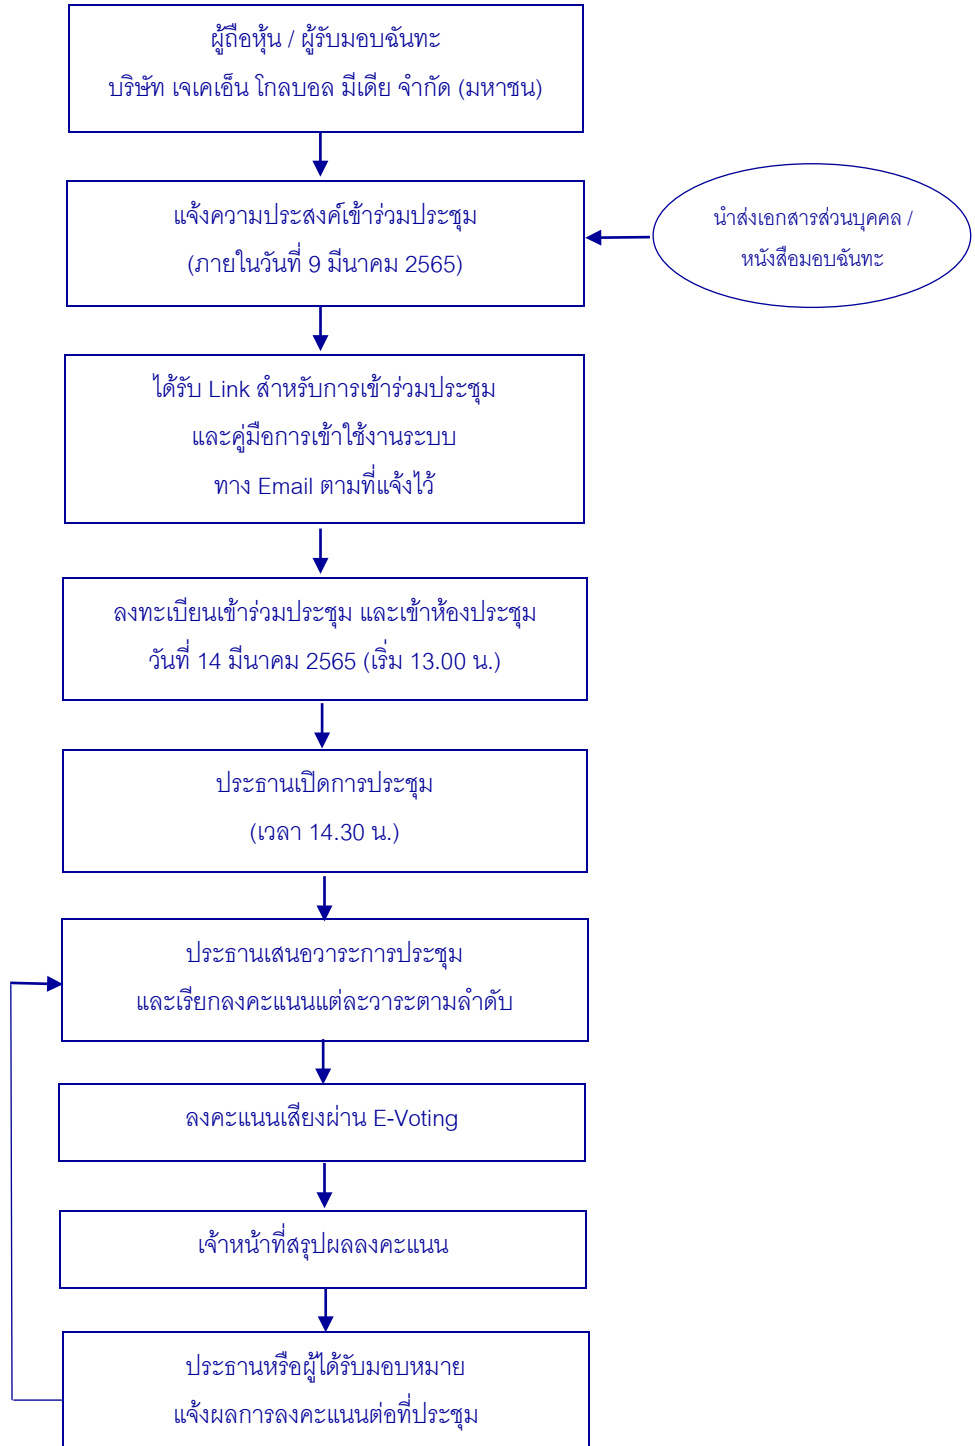 ผู้ถือหุ้น / ผู้รับมอบฉันทะ
บริษัท เจเคเอ็น โกลบอล มีเดีย จำกัด (มหาชน)
แจ้งความประสงค์เข้าร่วมประชุม
(ภายในวันที่ 9 มีนาคม 2565)
นำส่งเอกสารส่วนบุคคล /
หนังสือมอบฉันทะ
ได้รับ Link สำหรับการเข้าร่วมประชุม
และคู่มือการเข้าใช้งานระบบ
ทาง Email ตามที่แจ้งไว้
ลงทะเบียนเข้าร่วมประชุม และเข้าห้องประชุม
วันที่ 14 มีนาคม 2565 (เริ่ม 13.00 น.)
ประธานเปิดการประชุม
(เวลา 14.30 น.)
ประธานเสนอวาระการประชุม
และเรียกลงคะแนนแต่ละวาระตามลำดับ
ลงคะแนนเสียงผ่าน E-Voting
เจ้าหน้าที่สรุปผลลงคะแนน
ประธานหรือผู้ได้รับมอบหมาย
แจ้งผลการลงคะแนนต่อที่ประชุม